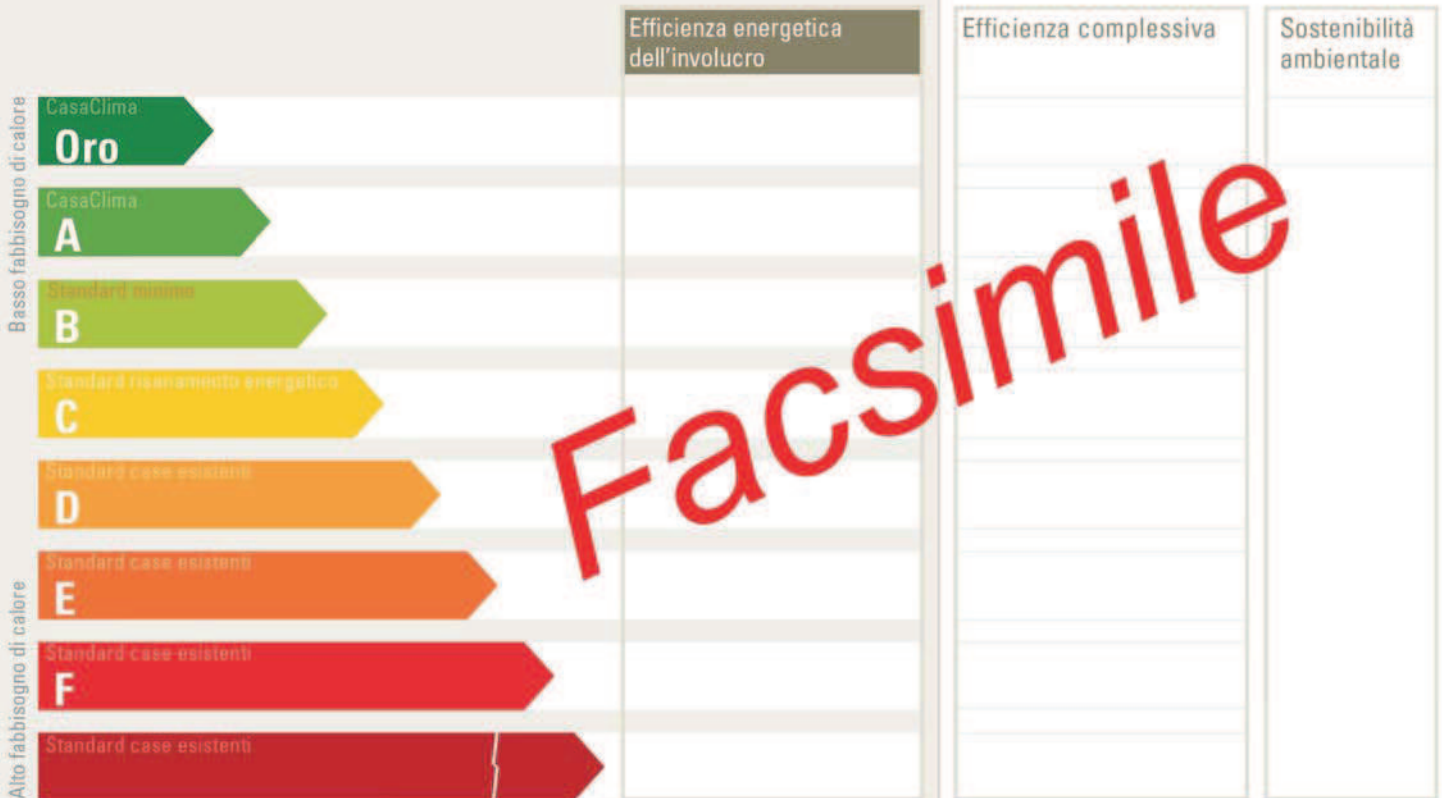 Efficienza energetica
dell'involucro
Efficienza complessiva
Sostenibilità
ambientale
Basso fabbisogno di calore
CasaClima
Oro
CasaClima
A
Standard minimo
B
Standard risanamento energetico
C
Standard case esistenti
D
Standard case esistenti
E
Alto fabbisogno di calore
Standard case esistenti
F
Standard case esistenti
Facsimile